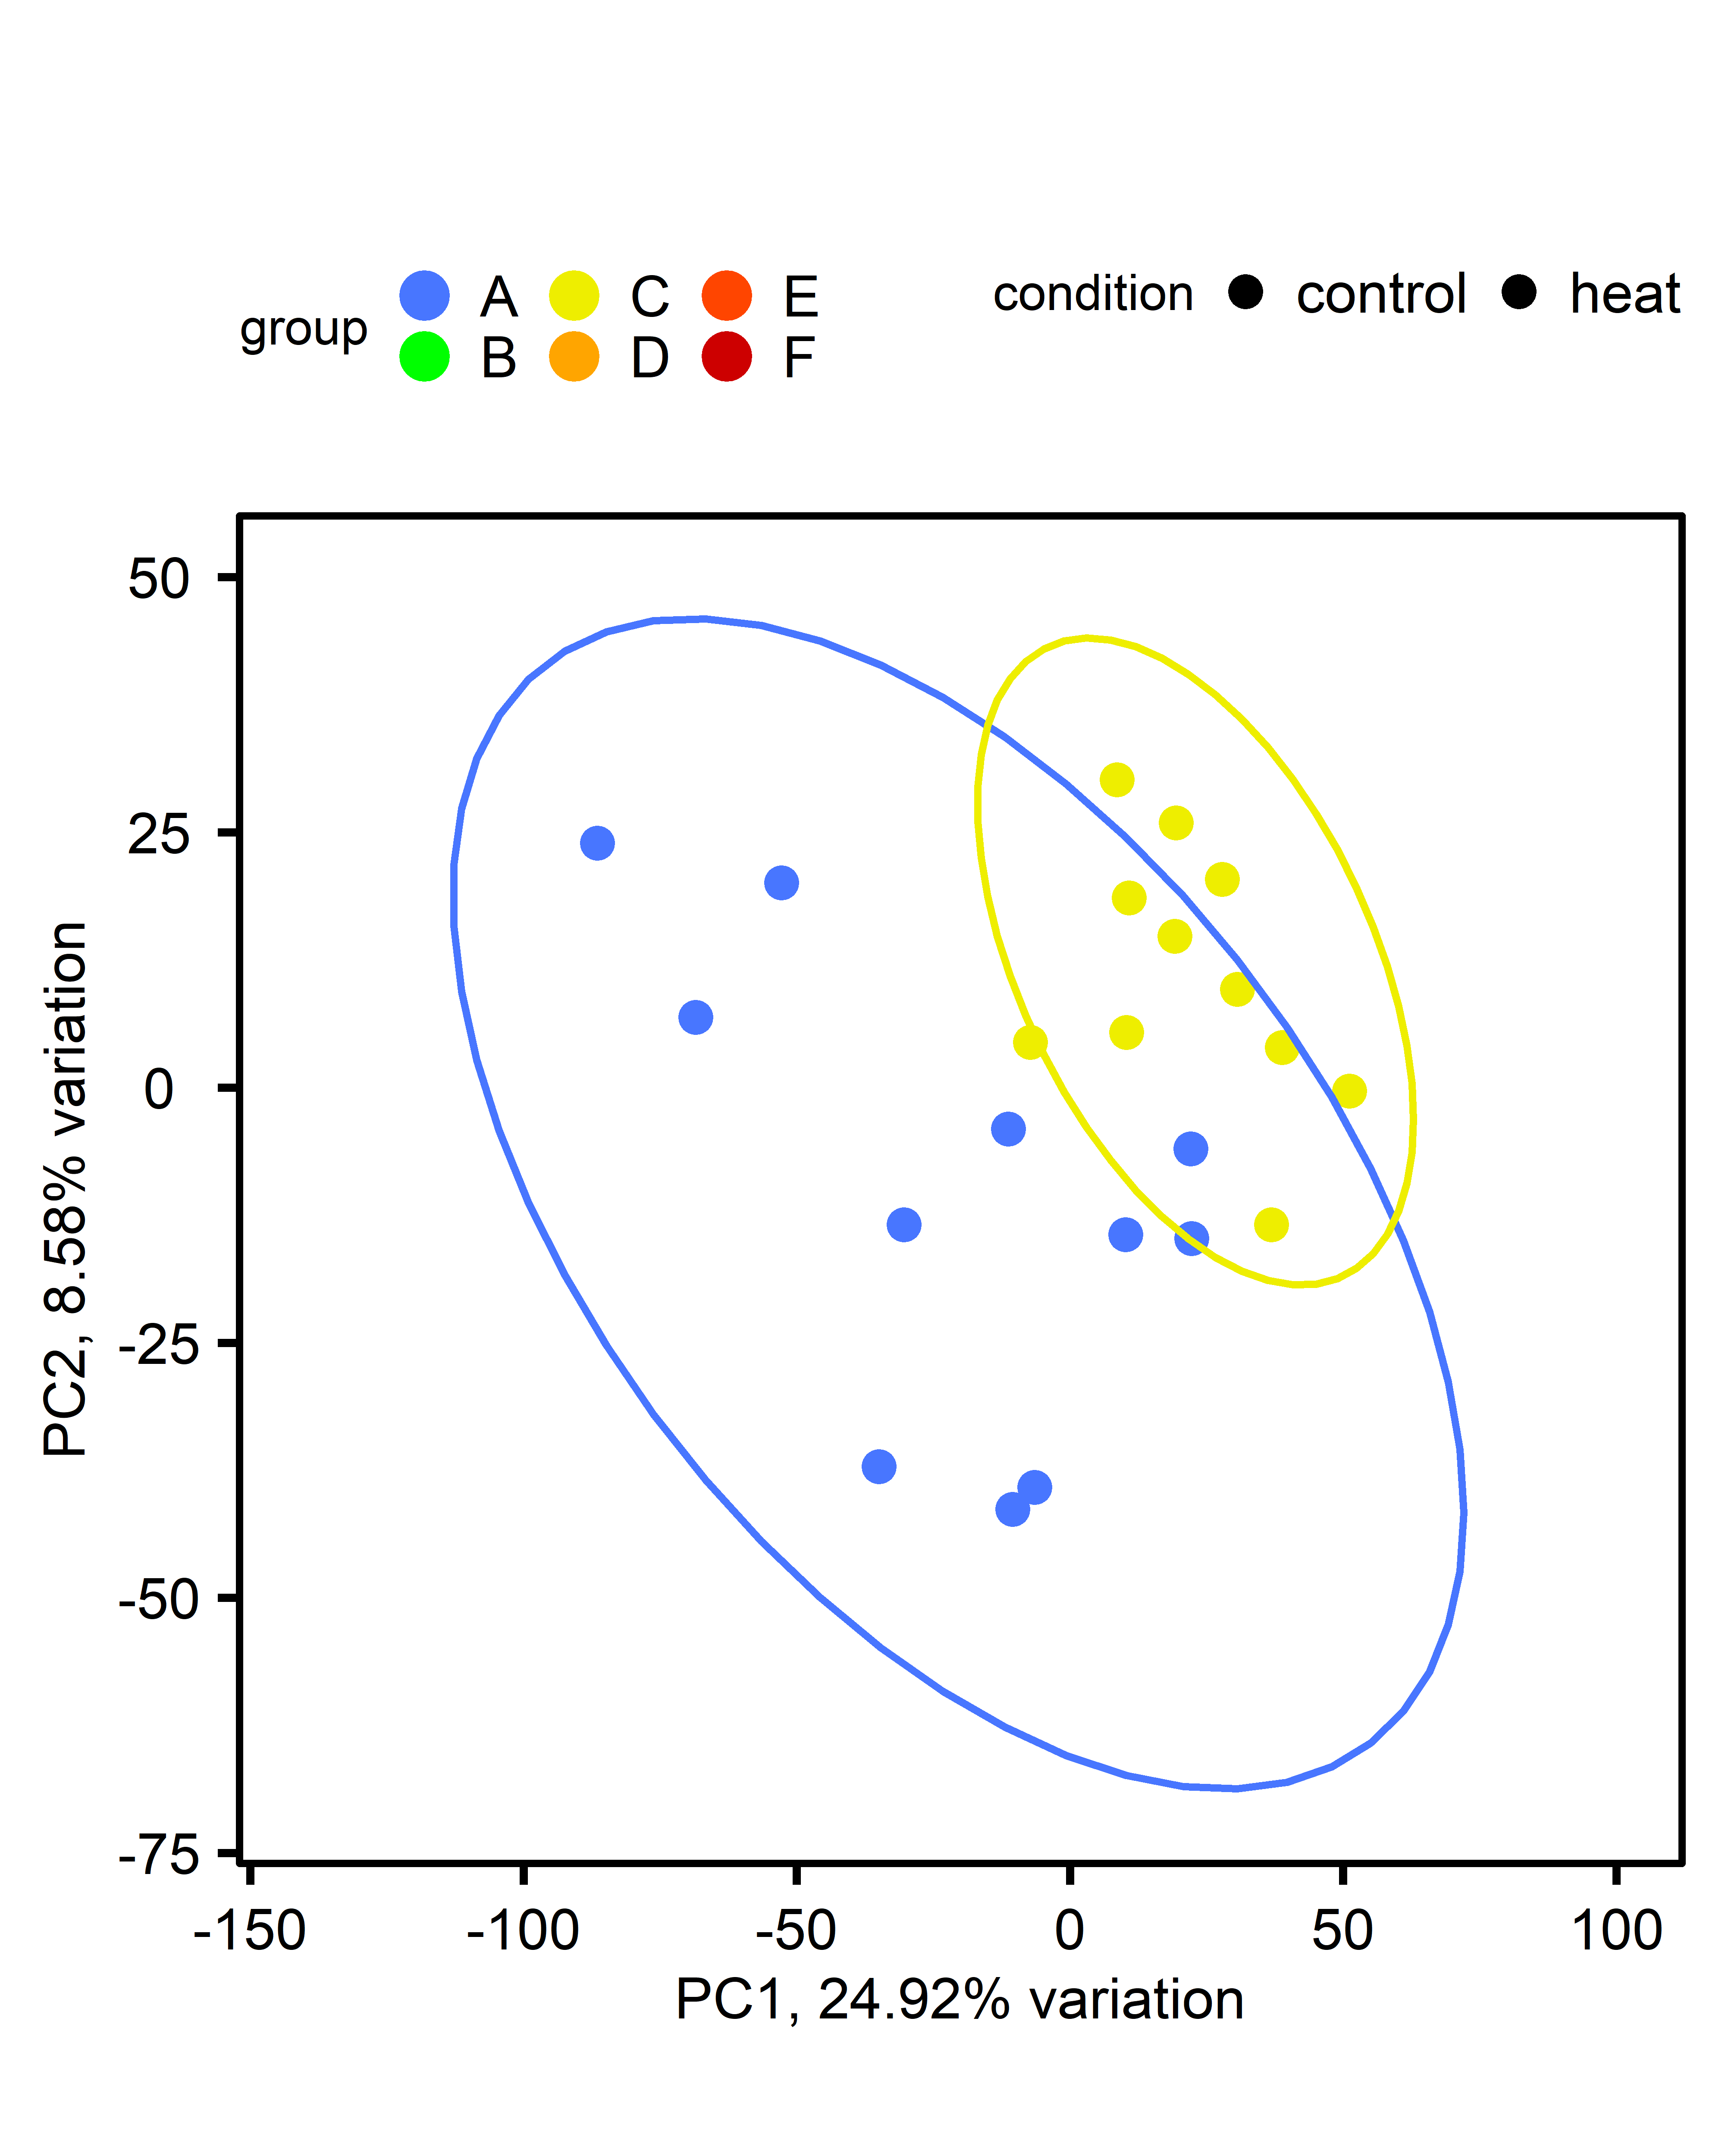 group A C E
B D F
condition control heat
50
25
0
-25
-50
-75
PC2, 8.58% variation
-150 -100 -50 0 50 100
PC1, 24.92% variation